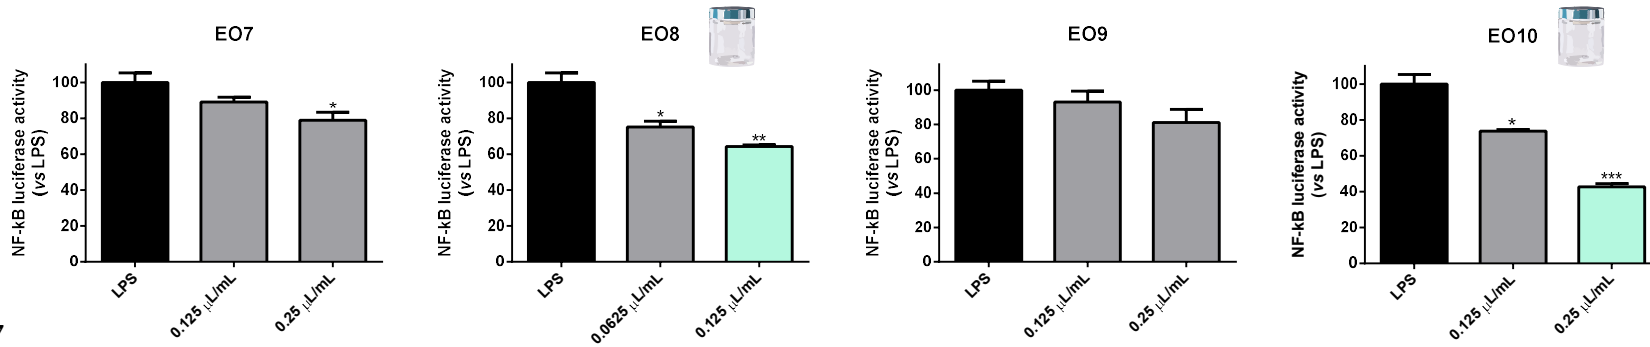 EO7
NF-kB luciferase activity
(vs LPS)
100
80
60
40
20
0
*
LPS
0.125 µL/mL
0.25 µL/mL
EO8
NF-kB luciferase activity
(vs LPS)
100
80
60
40
20
0
*
**
LPS
0.0625 µL/mL
0.125 µL/mL
EO9
NF-kB luciferase activity
(vs LPS)
100
80
60
40
20
0
LPS
0.125 µL/mL
0.25 µL/mL
EO10
NF-kB luciferase activity
(vs LPS)
100
80
60
40
20
0
*
***
LPS
0.125 µL/mL
0.25 µL/mL